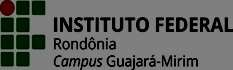 INSTITUTO FEDERAL
Rondônia
Campus Guajará-Mirim